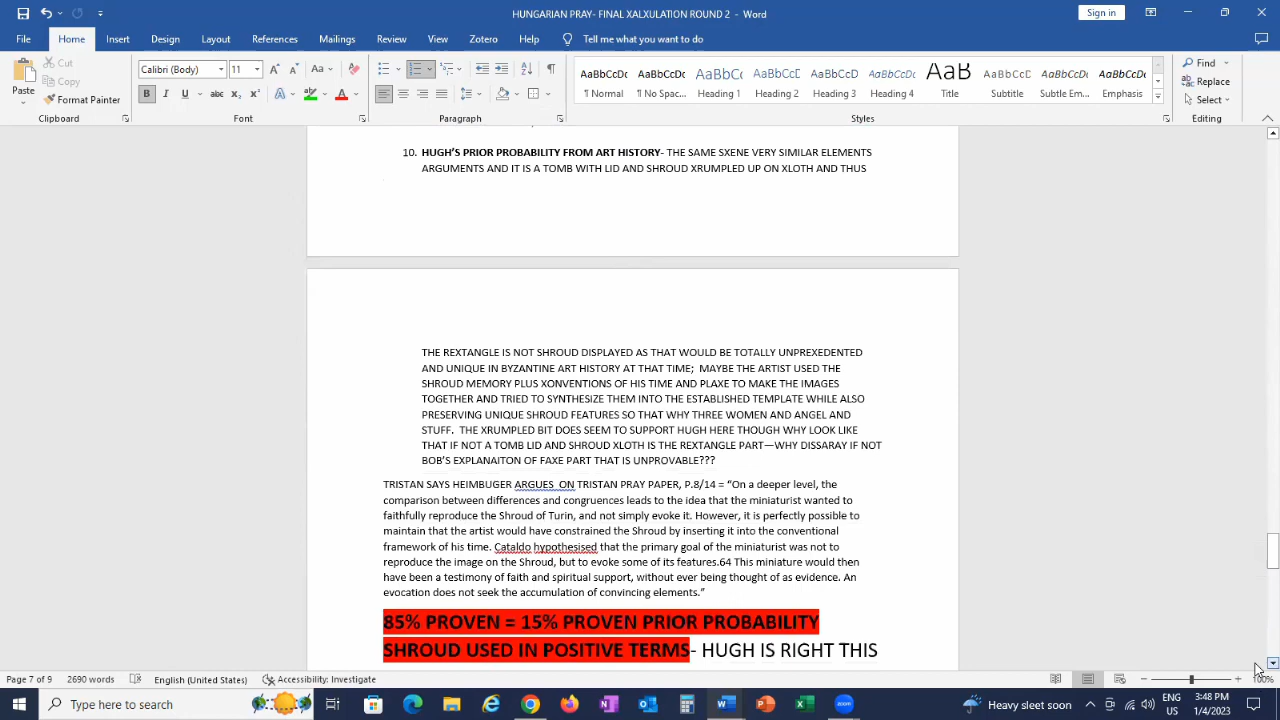 HUNGARIAN PRAY- FINAL XALXULATION ROUND 2 - Word
Sign in
File Home Insert Design Layout References Mailings Review View Zotero Help Tell me what you want to do
Paste
Cut
Copy
Format Painter
Clipboard
Calibri (Body) 11
Font
Paragraph
AaBbCcDc AaBbCcDc AaBbCc AaBbCcC AaBbCcD AaBbCcD AaB AaBbCcD AaBbCcDc AaBbCcDc
¶ Normal ¶ No Spac... Heading 1 Heading 2 Heading 3 Heading 4 Title Subtitle Subtle Em... Emphasis
Styles
Find
Replace
Select
Editing
10. HUGH'S PRIOR PROBABILITY FROM ART HISTORY- THE SAME SXENE VERY SIMILAR ELEMENTS
ARGUMENTS AND IT IS A TOMB WITH LID AND SHROUD XRUMPLED UP ON XLOTH AND THUS
THE REXTANGLE IS NOT SHROUD DISPLAYED AS THAT WOULD BE TOTALLY UNPREXEDENTED
AND UNIQUE IN BYZANTINE ART HISTORY AT THAT TIME; MAYBE THE ARTIST USED THE
SHROUD MEMORY PLUS XONVENTIONS OF HIS TIME AND PLAXE TO MAKE THE IMAGES
TOGETHER AND TRIED TO SYNTHESIZE THEM INTO THE ESTABLISHED TEMPLATE WHILE ALSO
PRESERVING UNIQUE SHROUD FEATURES SO THAT WHY THREE WOMEN AND ANGEL AND
STUFF. THE XRUMPLED BIT DOES SEEM TO SUPPORT HUGH HERE THOUGH WHY LOOK LIKE
THAT IF NOT A TOMB LID AND SHROUD XLOTH IS THE REXTANGLE PART—WHY DISSARAY IF NOT
BOB'S EXPLANAITON OF FAXE PART THAT IS UNPROVABLE???
TRISTAN SAYS HEIMBUGER ARGUES ON TRISTAN PRAY PAPER, P.8/14 = "On a deeper level, the
comparison between differences and congruences leads to the idea that the miniaturist wanted to
faithfully reproduce the Shroud of Turin, and not simply evoke it. However, it is perfectly possible to
maintain that the artist would have constrained the Shroud by inserting it into the conventional
framework of his time. Cataldo hypothesised that the primary goal of the miniaturist was not to
reproduce the image on the Shroud, but to evoke some of its features.64 This miniature would then
have been a testimony of faith and spiritual support, without ever being thought of as evidence. An
evocation does not seek the accumulation of convincing elements."
85% PROVEN = 15% PROVEN PRIOR PROBABILITY
SHROUD USED IN POSITIVE TERMS- HUGH IS RIGHT THIS
Page 7 of 9 2690 words English (United States) Accessibility: Investigate 100%
Type here to search
Heavy sleet soon
ENG
US
3:48 PM
1/4/2023